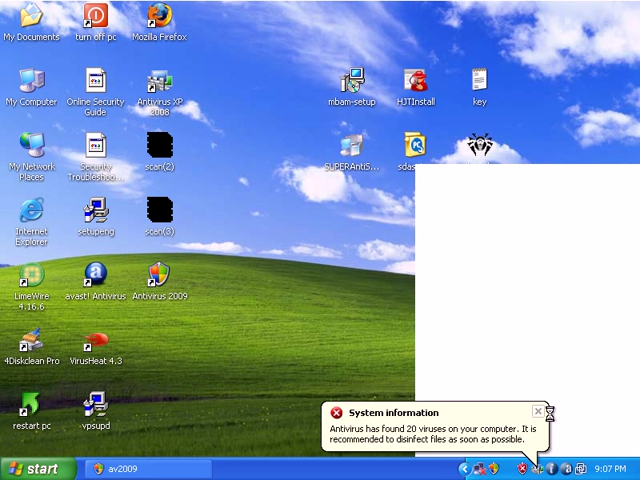 My Documents
turn off pc
Mozilla Firefox
My Computer
Online Security
Guide
Antivirus XP
2008
mbam-setup
HJTInstall
key
My Network
Places
Security
Troubleshoo...
scan(2)
SUPERAntiS...
sdas
Internet
Explorer
setupeng
scan(3)
LimeWire
4.16.6
avast! Antivirus
Antivirus 2009
4Diskclean Pro
VirusHeat 4.3
restart pc
vpsupd
System information
Antivirus has found 20 viruses on your computer. It is
recommended to disinfect files as soon as possible.
start
av2009
9:07 PM